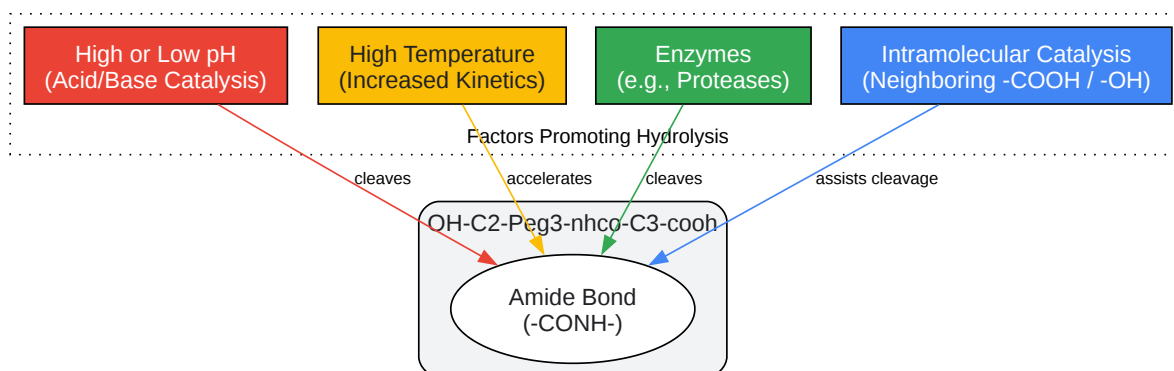 High or Low pH
(Acid/Base Catalysis)
High Temperature
(Increased Kinetics)
Enzymes
(e.g., Proteases)
Intramolecular Catalysis
(Neighboring -COOH / -OH)
Factors Promoting Hydrolysis
cleaves
accelerates
cleaves
assists cleavage
OH-C2-Peg3-nhco-C3-cooh
Amide Bond
(-CONH-)